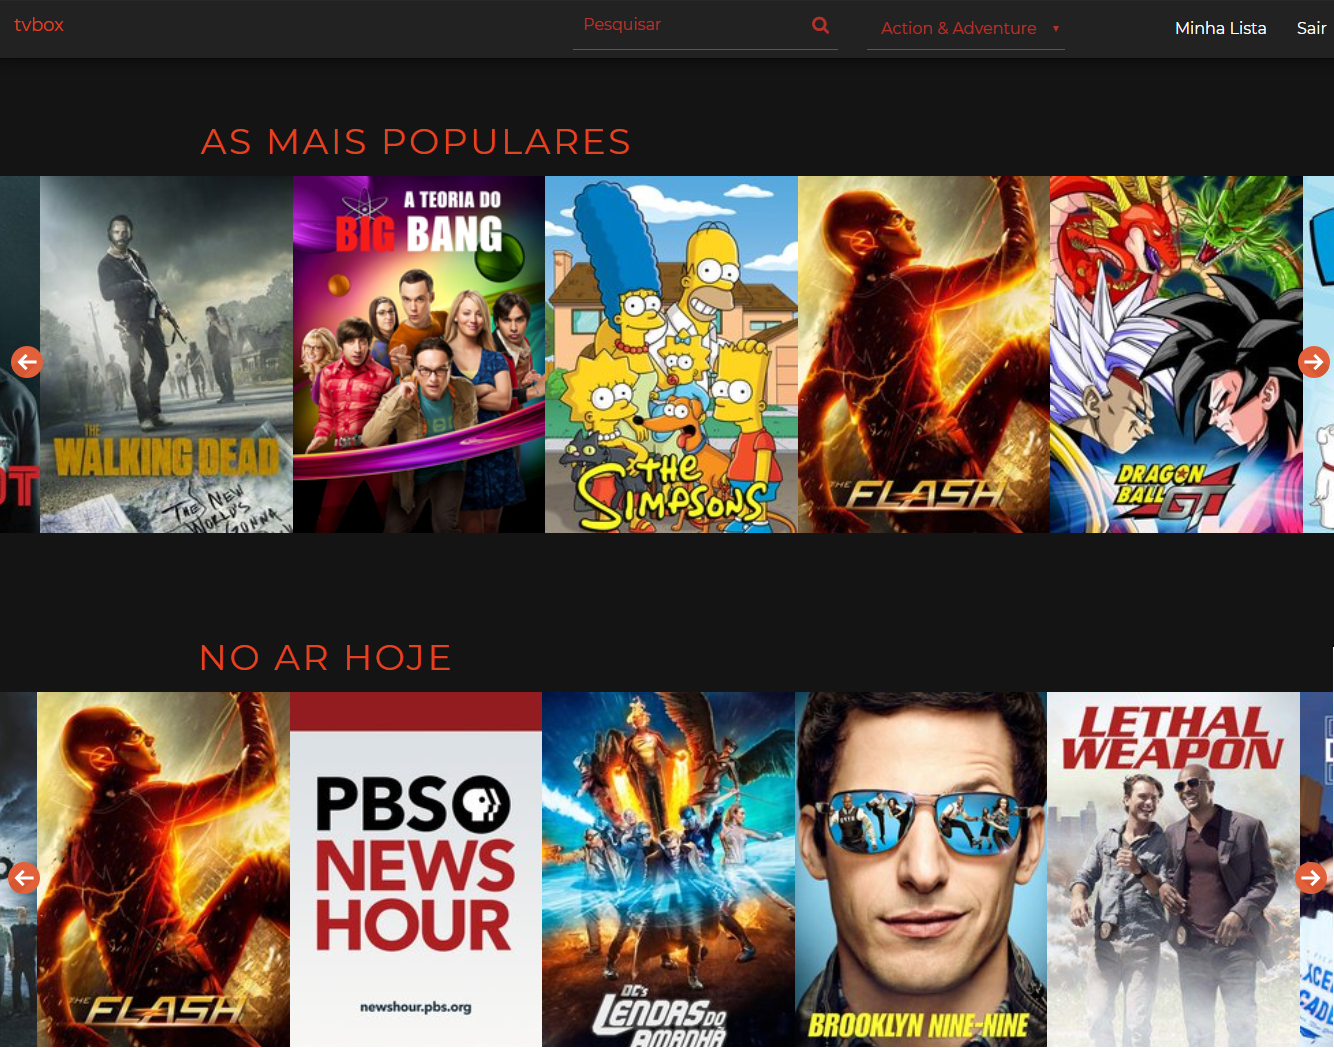 tvbox
Pesquisar
Action & Adventure
Minha Lista
Sair
AS MAIS POPULARES
OT
THE
WALKING DEAD
THE NEW
WORLD'S
GONNA
A TEORIA DO
BIG BANG
THE
SIMPSONS
THE
FLASH
DRAGON
BALL GT
NO AR HOJE
THE
FLASH
PBS
NEWS
HOUR
newshour.pbs.org
DC's
LENDAS DO
AMANHÃ
BROOKLYN NINE-NINE
LETHAL
WEAPON